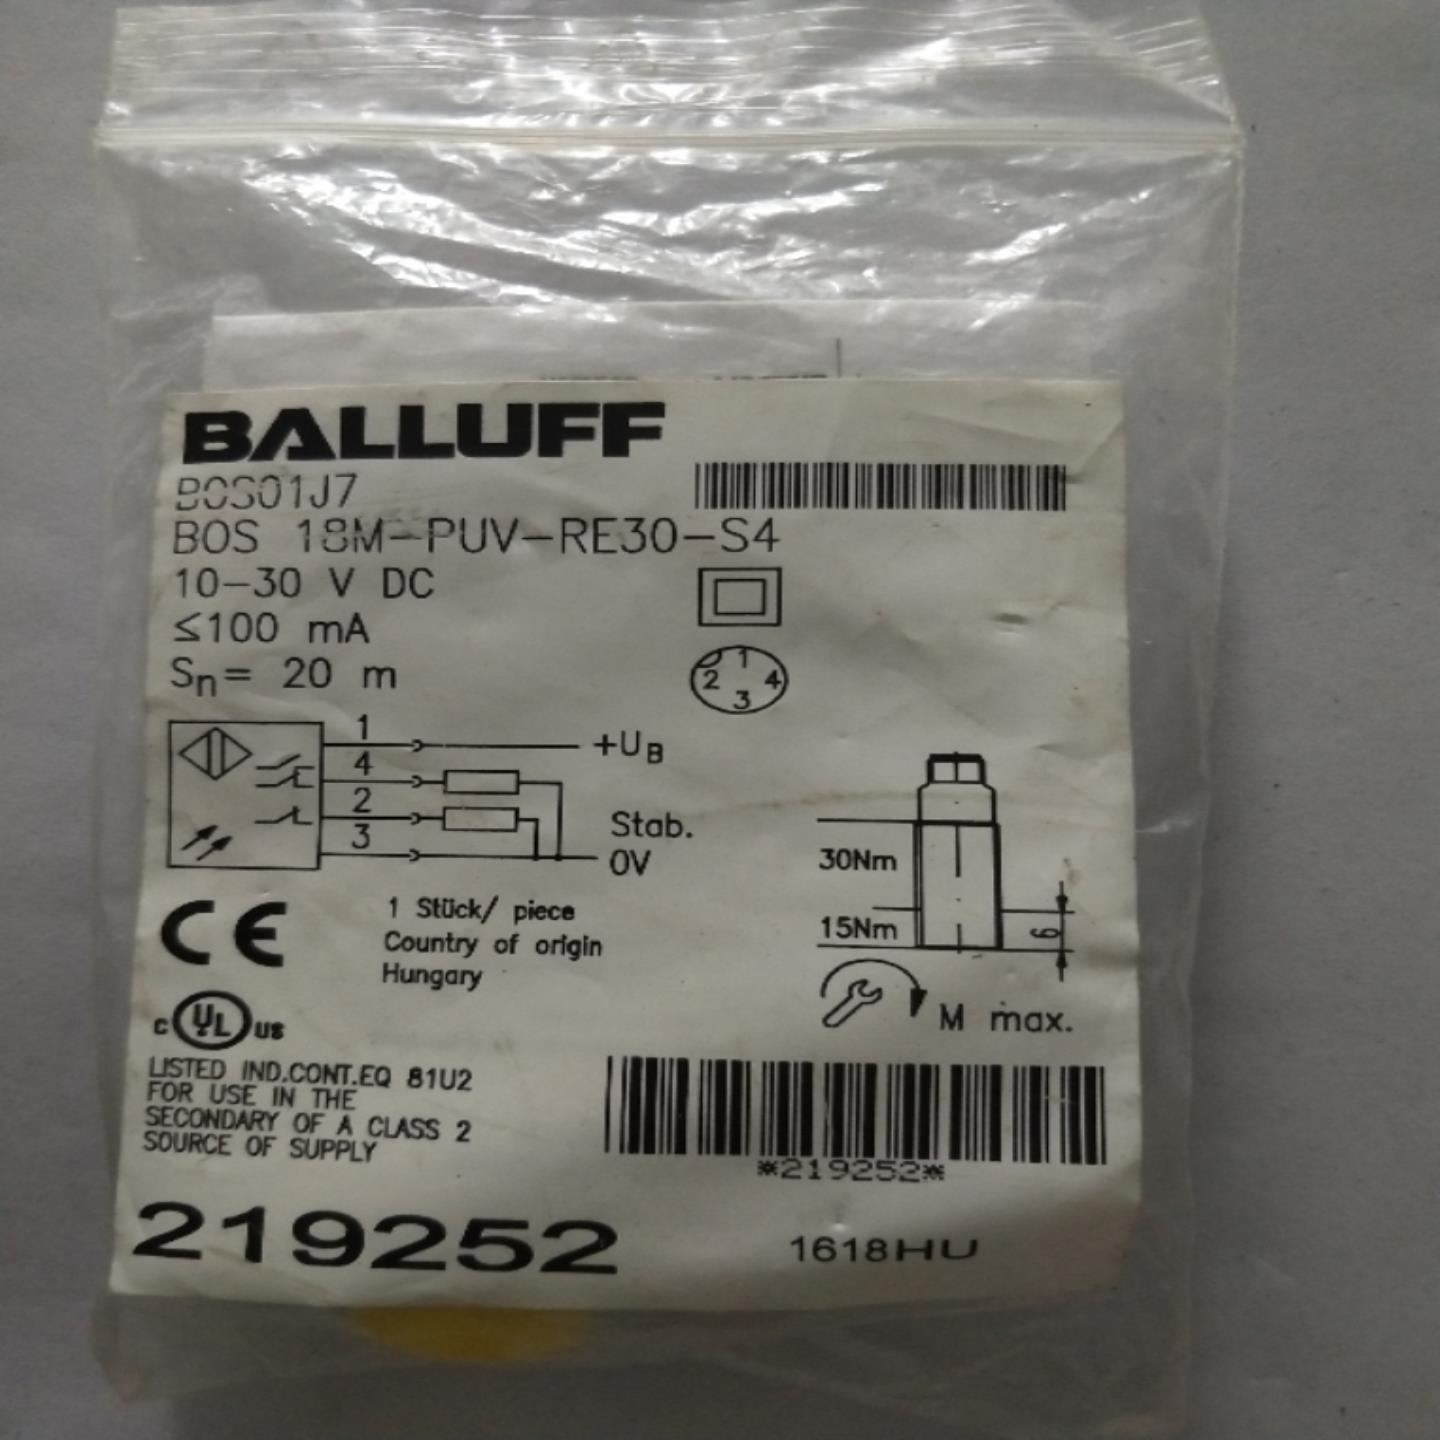 BALLUFF
BOS01J7
BOS 18M-PUV-RE30-S4
10-30 V DC
≤100 mA
Sn= 20 m
1
2 4
3
1
+UB
4
2
Stab.
3
0V
30Nm
15Nm
6
M max.
CE
1 Stück/ piece
Country of origin
Hungary
c UL us
LISTED IND.CONT.EQ 81U2
FOR USE IN THE
SECONDARY OF A CLASS 2
SOURCE OF SUPPLY
*219252*
219252
1618HU